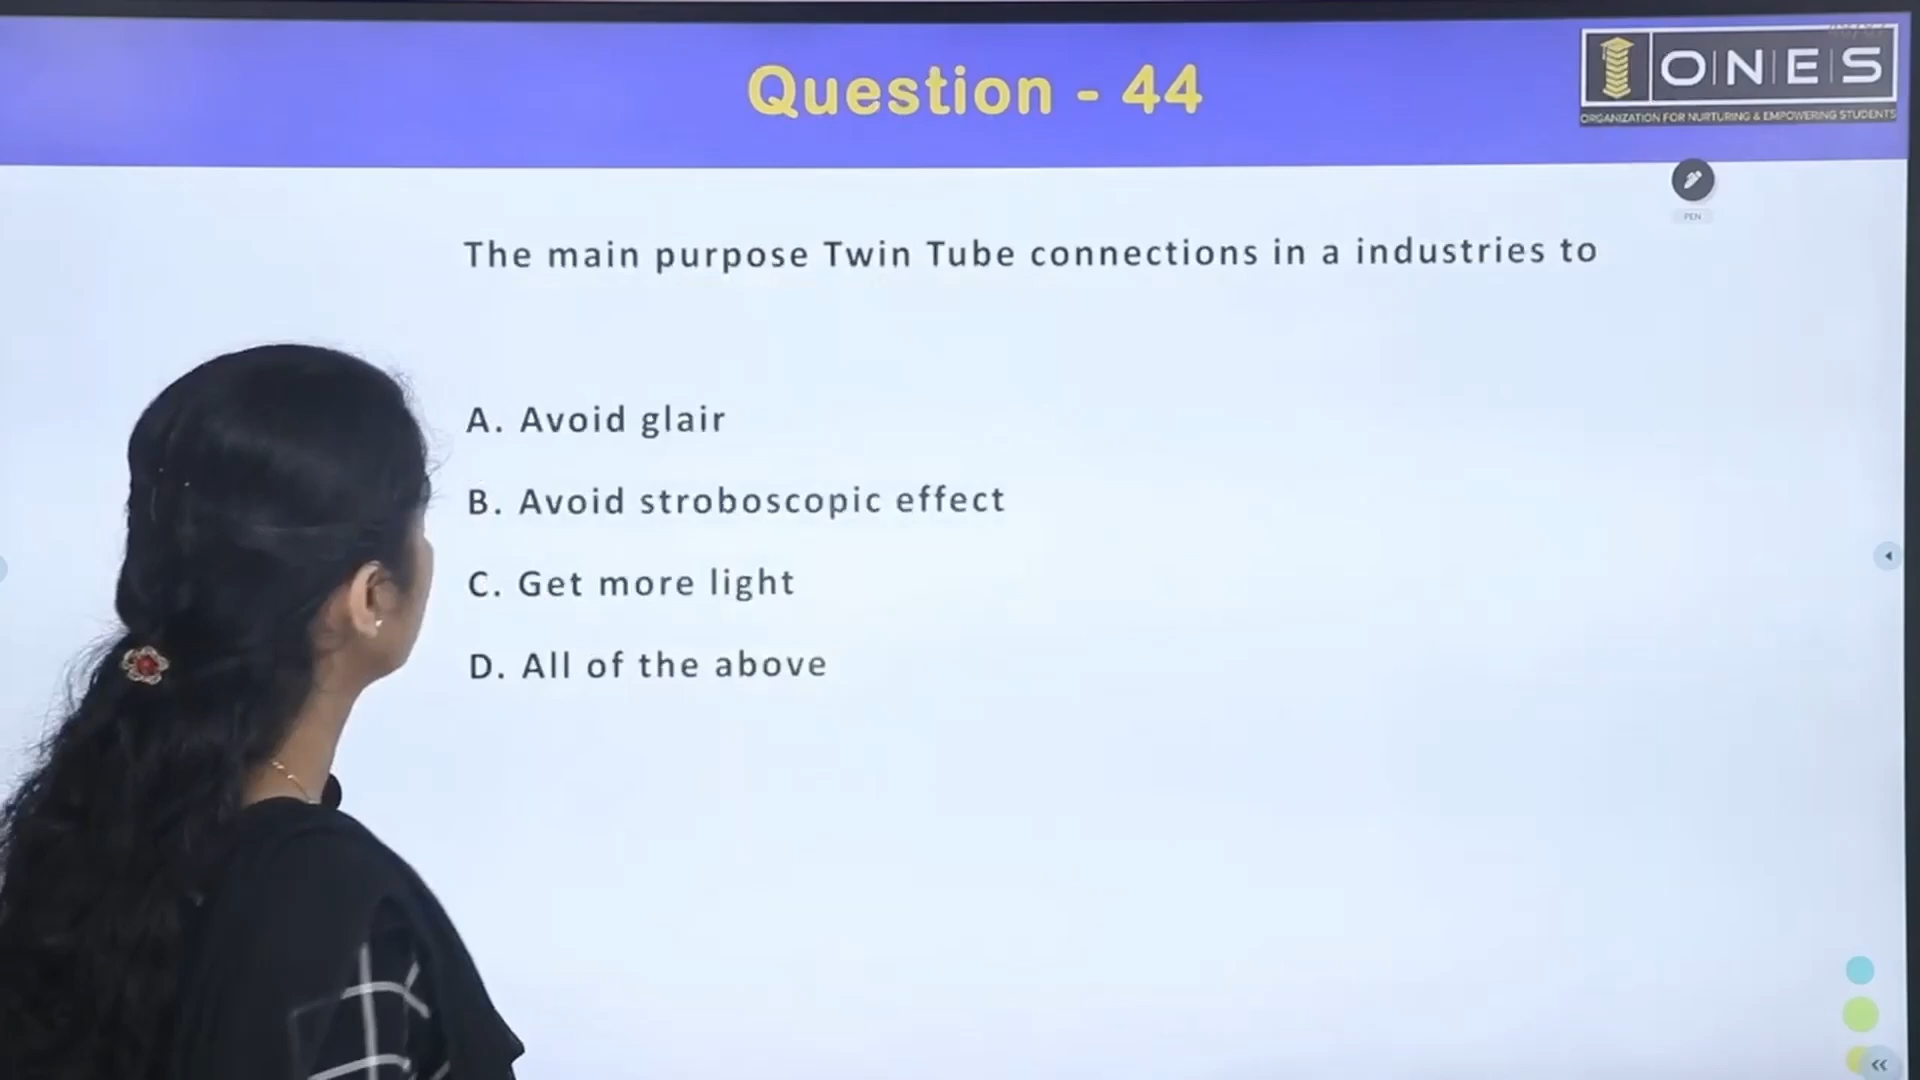 Question - 44
O|N|E|S
ORGANIZATION FOR NURTURING & EMPOWERING STUDENTS
PEN
The main purpose Twin Tube connections in a industries to
A. Avoid glair
B. Avoid stroboscopic effect
C. Get more light
D. All of the above